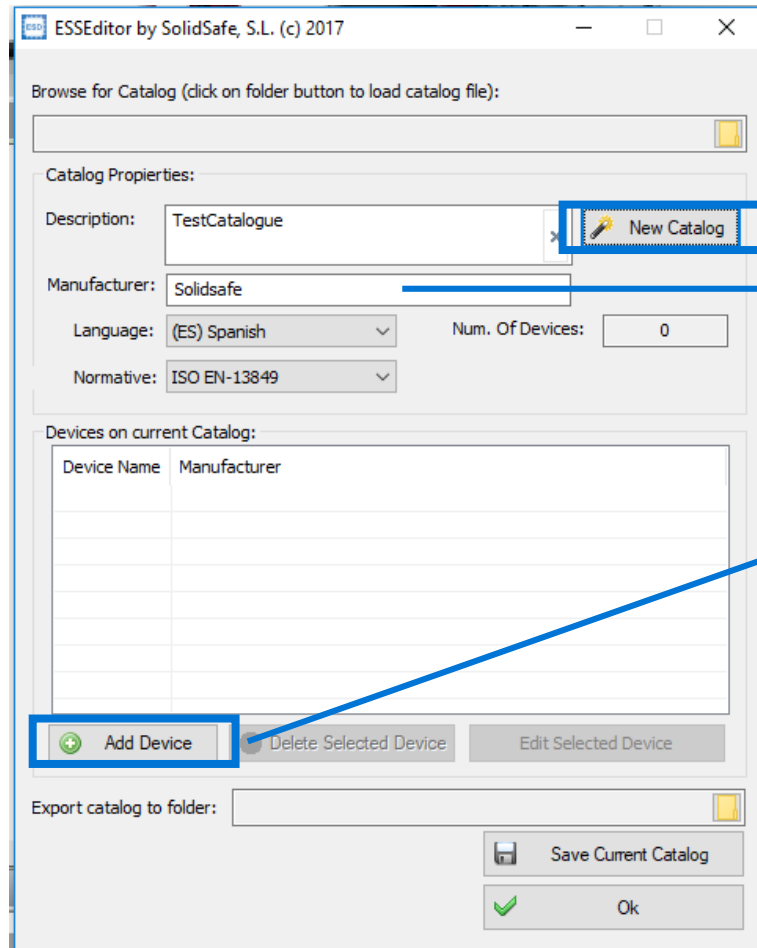 ESSEditor by SolidSafe, S.L. (c) 2017
Browse for Catalog (click on folder button to load catalog file):
Catalog Propierties:
Description: TestCatalogue
New Catalog
Manufacturer: Solidsafe
Language: (ES) Spanish Num. Of Devices: 0
Normative: ISO EN-13849
Devices on current Catalog:
Device Name Manufacturer
Add Device Delete Selected Device Edit Selected Device
Export catalog to folder:
Save Current Catalog
Ok